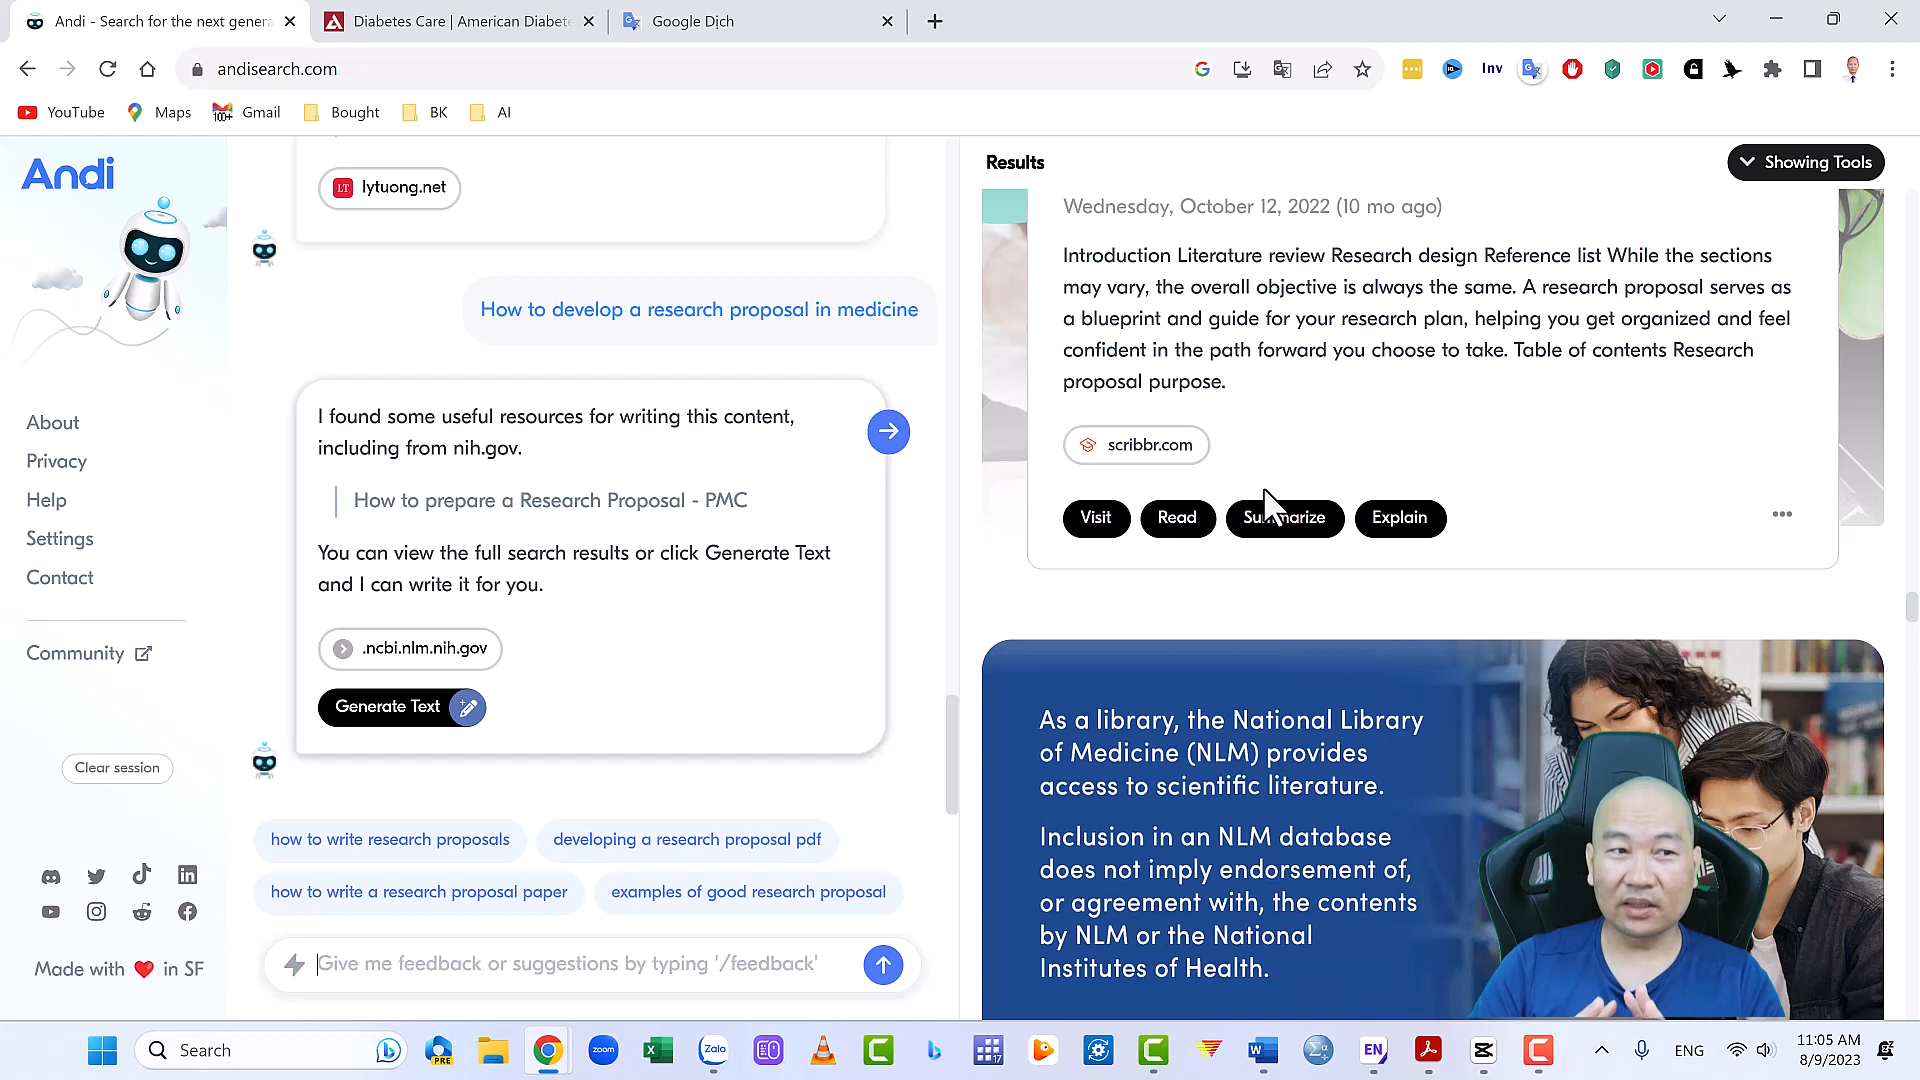 Andi - Search for the next genera
Diabetes Care | American Diabete
Google Dịch
andisearch.com
Inv
YouTube
Maps
100+
Gmail
Bought
BK
AI
Andi
About
Privacy
Help
Settings
Contact
Community
Clear session
Made with ❤ in SF
LT lytuong.net
How to develop a research proposal in medicine
I found some useful resources for writing this content,
including from nih.gov.
How to prepare a Research Proposal - PMC
You can view the full search results or click Generate Text
and I can write it for you.
.ncbi.nlm.nih.gov
Generate Text
how to write research proposals
developing a research proposal pdf
how to write a research proposal paper
examples of good research proposal
Give me feedback or suggestions by typing '/feedback'
Results
Showing Tools
Wednesday, October 12, 2022 (10 mo ago)
Introduction Literature review Research design Reference list While the sections
may vary, the overall objective is always the same. A research proposal serves as
a blueprint and guide for your research plan, helping you get organized and feel
confident in the path forward you choose to take. Table of contents Research
proposal purpose.
scribbr.com
Visit
Read
Summarize
Explain
As a library, the National Library
of Medicine (NLM) provides
access to scientific literature.
Inclusion in an NLM database
does not imply endorsement of,
or agreement with, the contents
by NLM or the National
Institutes of Health.
Search
PRE
zoom
Zalo
17
EN
ENG
11:05 AM
8/9/2023